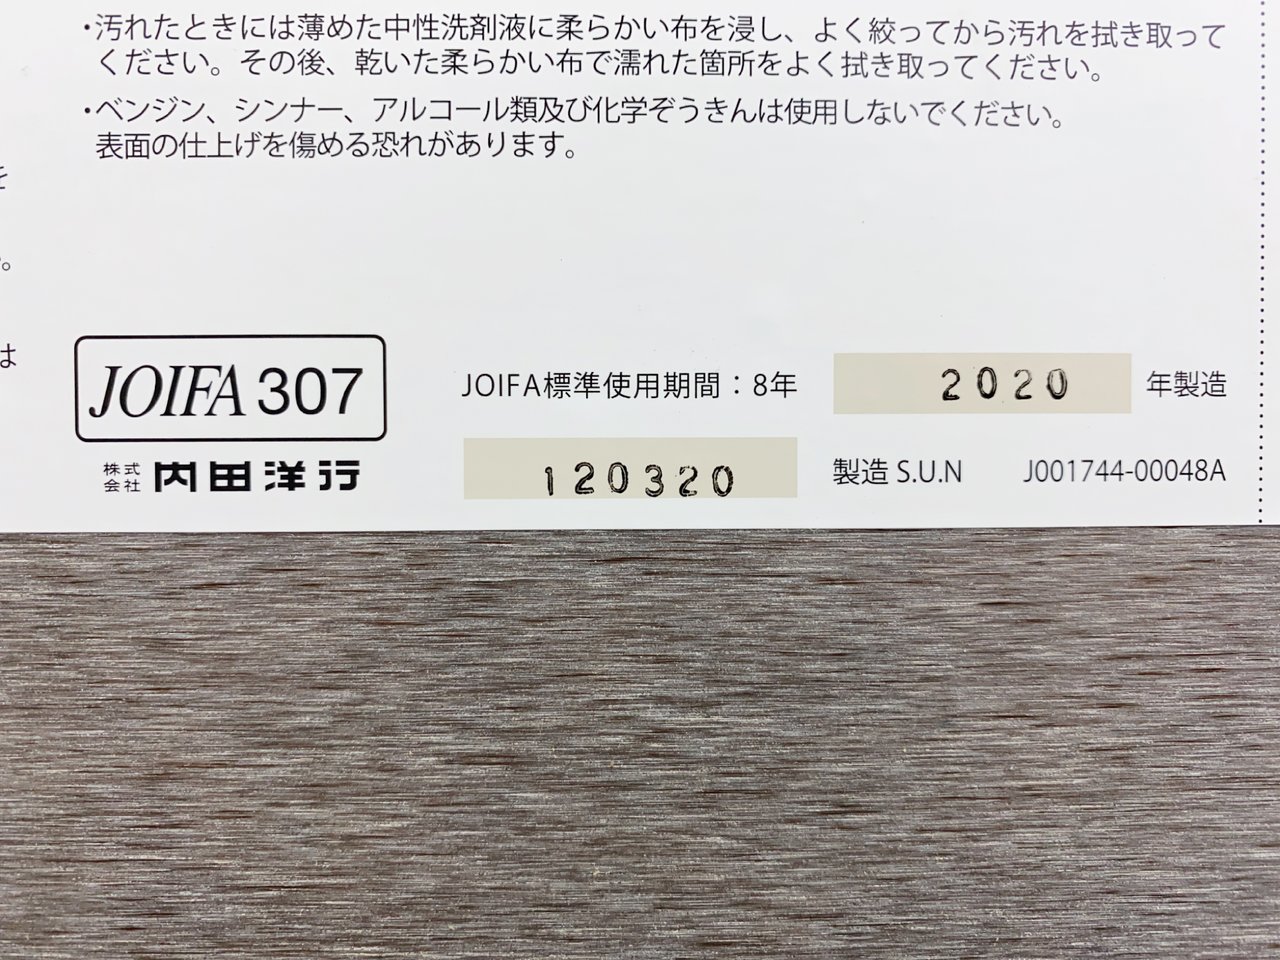 ・汚れたときには薄めた中性洗剤液に柔らかい布を浸し、よく絞ってから汚れを拭き取って
ください。その後、乾いた柔らかい布で濡れた箇所をよく拭き取ってください。
・ベンジン、シンナー、アルコール類及び化学ぞうきんは使用しないでください。
表面の仕上げを傷める恐れがあります。
を
。
は
JOIFA 307
JOIFA標準使用期間：8年
2020 年製造
株式会社 内田洋行
120320
製造 S.U.N
J001744-00048A